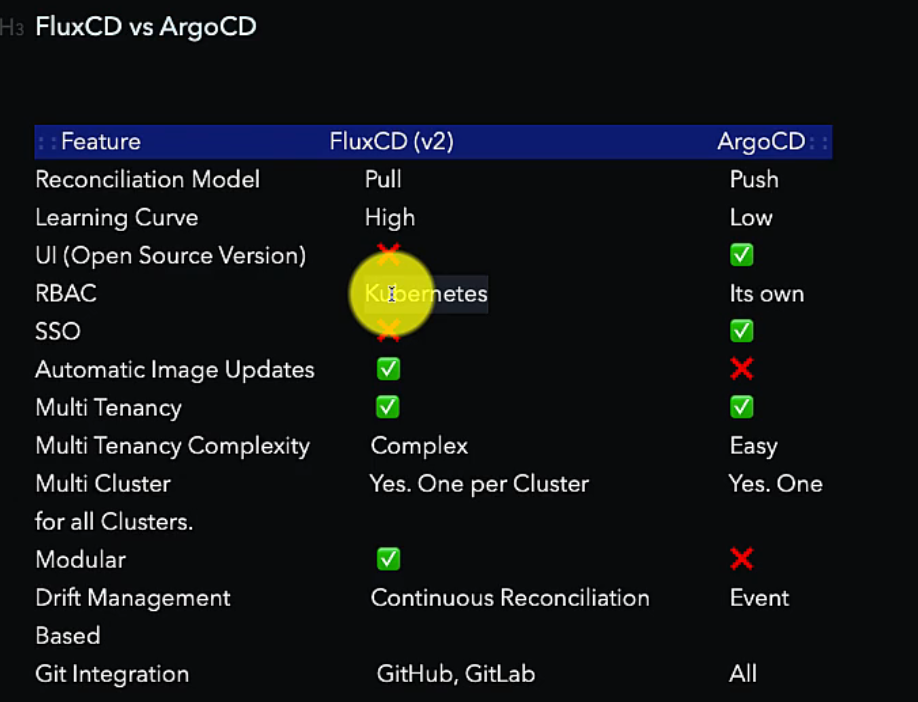 H3 FluxCD vs ArgoCD
Feature FluxCD (v2) ArgoCD
Reconciliation Model Pull Push
Learning Curve High Low
UI (Open Source Version) ❌ ✅
RBAC Kubernetes Its own
SSO ❌ ✅
Automatic Image Updates ✅ ❌
Multi Tenancy ✅ ✅
Multi Tenancy Complexity Complex Easy
Multi Cluster Yes. One per Cluster Yes. One
for all Clusters.
Modular ✅ ❌
Drift Management Continuous Reconciliation Event
Based
Git Integration GitHub, GitLab All